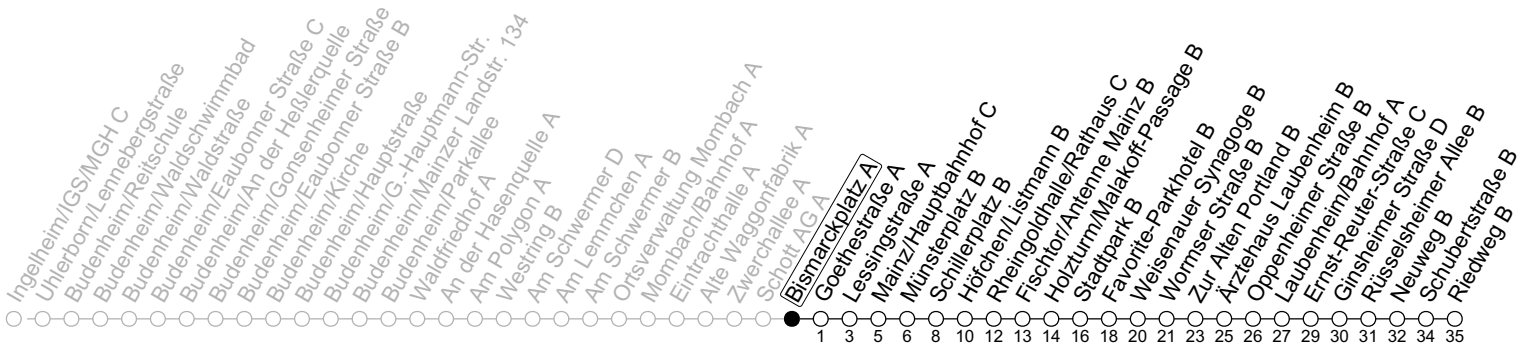 Ingelheim/IGS/MGH C
Uhlerborn/Lennebergstraße
Budenheim/Reitschule
Budenheim/Waldschwimmbad
Budenheim/Waldstraße
Budenheim/Eaubonner Straße C
Budenheim/An der Heßlerquelle
Budenheim/Gonsenheimer Straße
Budenheim/Eaubonner Straße B
Budenheim/Kirche
Budenheim/Hauptstraße
Budenheim/G.-Hauptmann-Str.
Budenheim/Mainzer Landstr. 134
Budenheim/Parkallee
Waldfriedhof A
An der Hasenquelle A
Am Polygon A
Westring B
Am Schwermer D
Am Lemmchen A
Am Schwermer B
Ortsverwaltung Mombach A
Mombach/Bahnhof A
Eintrachthalle A
Alte Waggonfabrik A
Zwerchallee A
Schott AG A
Bismarckplatz A
Goethestraße A
Lessingstraße A
Mainz/Hauptbahnhof C
Münsterplatz B
Schillerplatz B
Höfchen/Listmann B
Rheingoldhalle/Rathaus C
Fischtor/Antenne Mainz B
Holzturm/Malakoff-Passage B
Stadtpark B
Favorite-Parkhotel B
Weisenauer Synagoge B
Wormser Straße B
Zur Alten Portland B
Ärztehaus Laubenheim B
Oppenheimer Straße B
Laubenheim/Bahnhof A
Ernst-Reuter-Straße C
Ginsheimer Straße D
Rüsselsheimer Allee B
Neuweg B
Schubertstraße B
Riedweg B
1 3 5 6 8 10 12 13 14 16 18 20 21 23 25 26 27 29 30 31 32 34 35